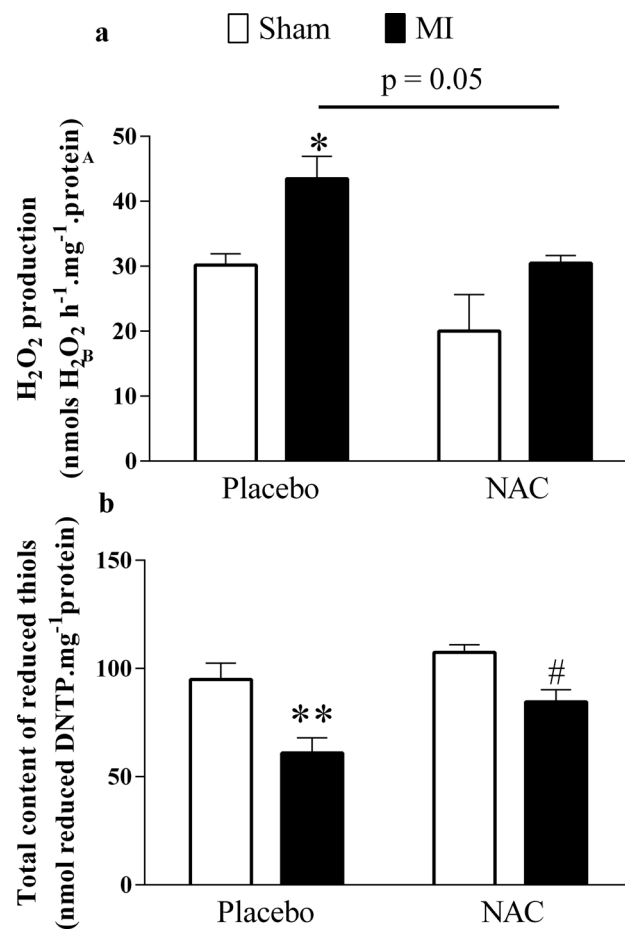 a
Sham MI
p = 0.05
H₂O₂ production
(nmols H₂O₂ h⁻¹.mg⁻¹.protein)
A
B
50
*
40
30
20
10
0
Placebo NAC
b
Total content of reduced thiols
(nmol reduced DNTP.mg⁻¹protein)
150
100
#
**
50
0
Placebo NAC